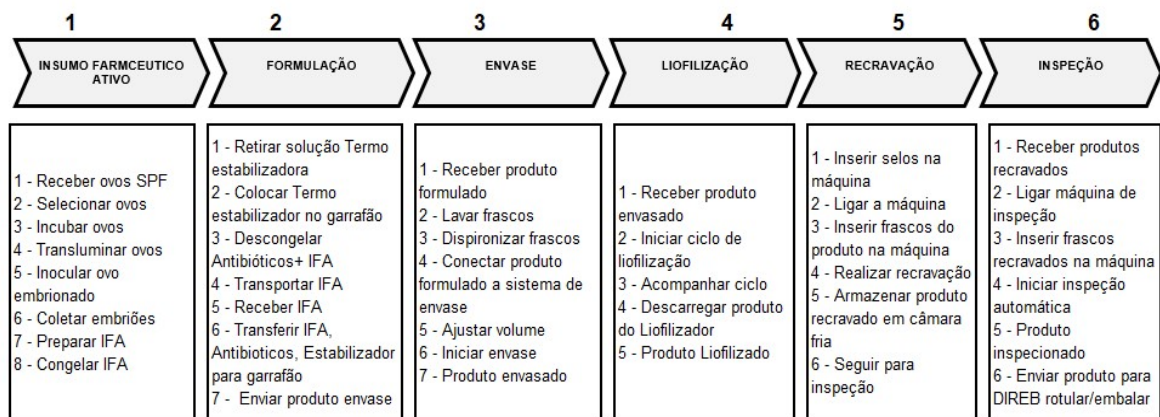 1
2
3
4
5
6
INSUMO FARMCEUTICO
ATIVO
FORMULAÇÃO
ENVASE
LIOFILIZAÇÃO
RECRAVAÇÃO
INSPEÇÃO
1 - Receber ovos SPF
2 - Selecionar ovos
3 - Incubar ovos
4 - Transluminar ovos
5 - Inocular ovo
embrionado
6 - Coletar embriões
7 - Preparar IFA
8 - Congelar IFA
1 - Retirar solução Termo
estabilizadora
2 - Colocar Termo
estabilizador no garrafão
3 - Descongelar
Antibióticos+ IFA
4 - Transportar IFA
5 - Receber IFA
6 - Transferir IFA,
Antibioticos, Estabilizador
para garrafão
7 - Enviar produto envase
1 - Receber produto
formulado
2 - Lavar frascos
3 - Dispironizar frascos
4 - Conectar produto
formulado a sistema de
envase
5 - Ajustar volume
6 - Iniciar envase
7 - Produto envasado
1 - Receber produto
envasado
2 - Iniciar ciclo de
liofilização
3 - Acompanhar ciclo
4 - Descarregar produto
do Liofilizador
5 - Produto Liofilizado
1 - Inserir selos na
máquina
2 - Ligar a máquina
3 - Inserir frascos do
produto na máquina
4 - Realizar recravação
5 - Armazenar produto
recravado em câmara
fria
6 - Seguir para
inspeção
1 - Receber produtos
recravados
2 - Ligar máquina de
inspeção
3 - Inserir frascos
recravados na máquina
4 - Iniciar inspeção
automática
5 - Produto
inspecionado
6 - Enviar produto para
DIREB rotular/embalar